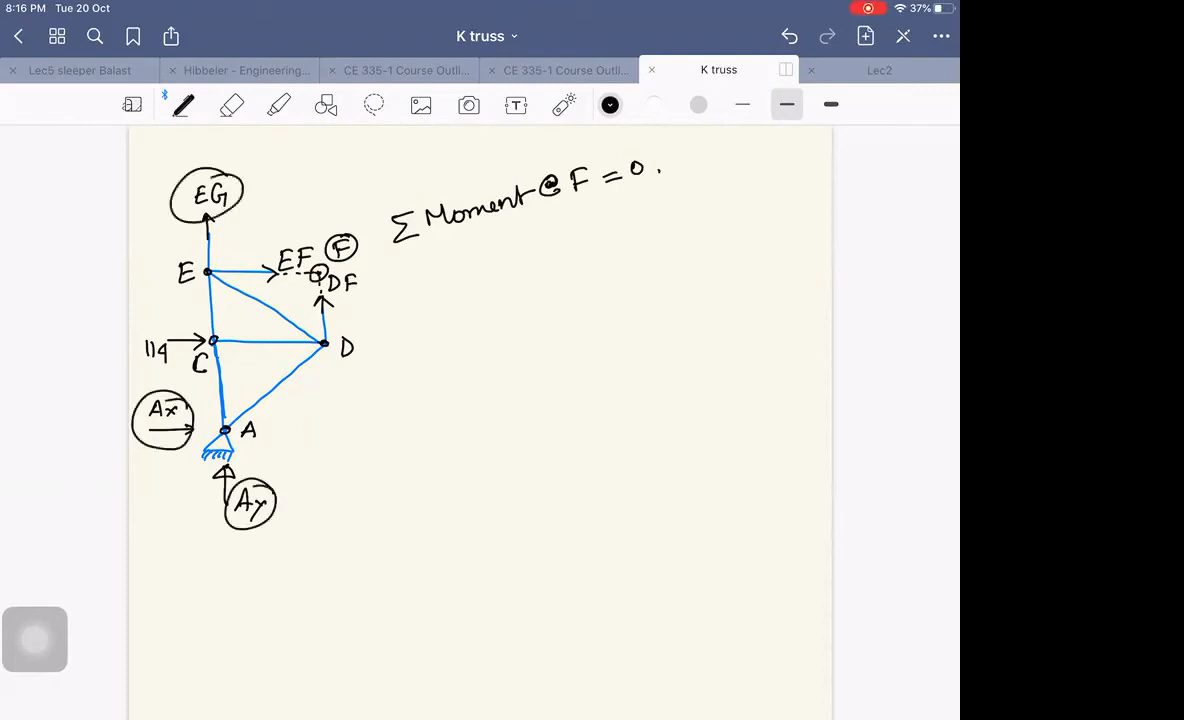 8:16 PM Tue 20 Oct
37%
K truss
Lec5 sleeper Balast
Hibbeler - Engineering...
CE 335-1 Course Outli...
CE 335-1 Course Outli...
K truss
Lec2
T
EG
Σ Moment @ F = 0.
E
EF
F
DF
114
C
D
Ax
A
Ay